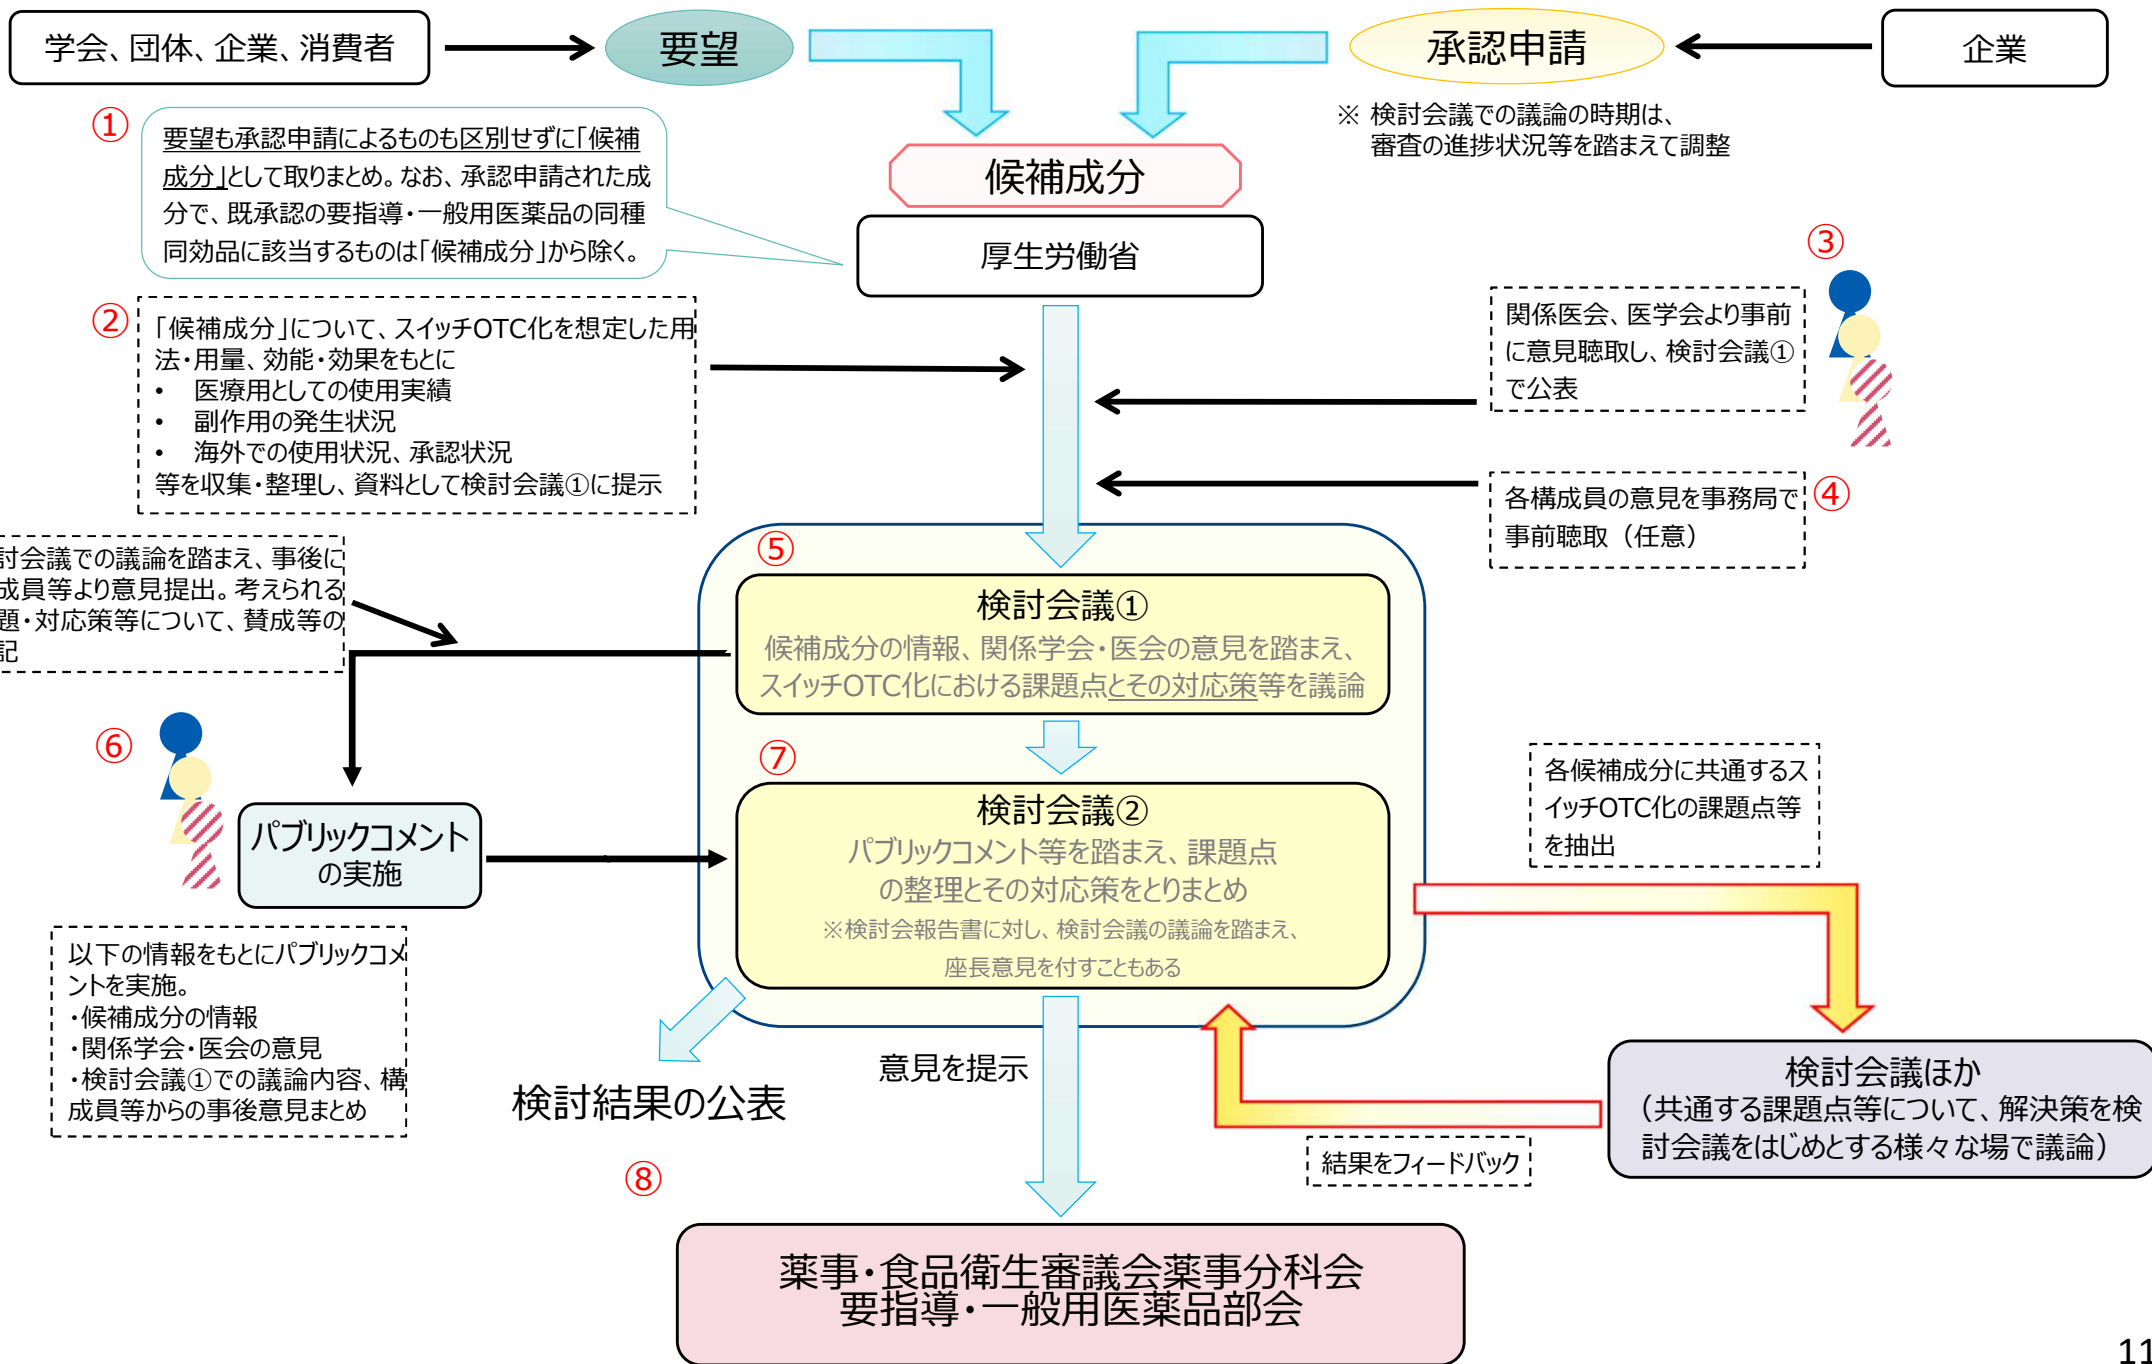 学会、団体、企業、消費者
要望
承認申請
企業
※ 検討会議での議論の時期は、
審査の進捗状況等を踏まえて調整
①
要望も承認申請によるものも区別せずに「候補
成分」として取りまとめ。なお、承認申請された成
分で、既承認の要指導・一般用医薬品の同種
同効品に該当するものは「候補成分」から除く。
候補成分
厚生労働省
②
「候補成分」について、スイッチOTC化を想定した用
法・用量、効能・効果をもとに
• 医療用としての使用実績
• 副作用の発生状況
• 海外での使用状況、承認状況
等を収集・整理し、資料として検討会議①に提示
③
関係医会、医学会より事前
に意見聴取し、検討会議①
で公表
④
各構成員の意見を事務局で
事前聴取（任意）
討会議での議論を踏まえ、事後に
成員等より意見提出。考えられる
題・対応策等について、賛成等の
記
⑤
検討会議①
候補成分の情報、関係学会・医会の意見を踏まえ、
スイッチOTC化における課題点とその対応策等を議論
⑥
パブリックコメント
の実施
以下の情報をもとにパブリックコメ
ントを実施。
・候補成分の情報
・関係学会・医会の意見
・検討会議①での議論内容、構
成員等からの事後意見まとめ
⑦
検討会議②
パブリックコメント等を踏まえ、課題点
の整理とその対応策をとりまとめ
※検討会報告書に対し、検討会議の議論を踏まえ、
座長意見を付すこともある
各候補成分に共通するス
イッチOTC化の課題点等
を抽出
検討会議ほか
（共通する課題点等について、解決策を検
討会議をはじめとする様々な場で議論）
結果をフィードバック
意見を提示
検討結果の公表
⑧
薬事・食品衛生審議会薬事分科会
要指導・一般用医薬品部会
11